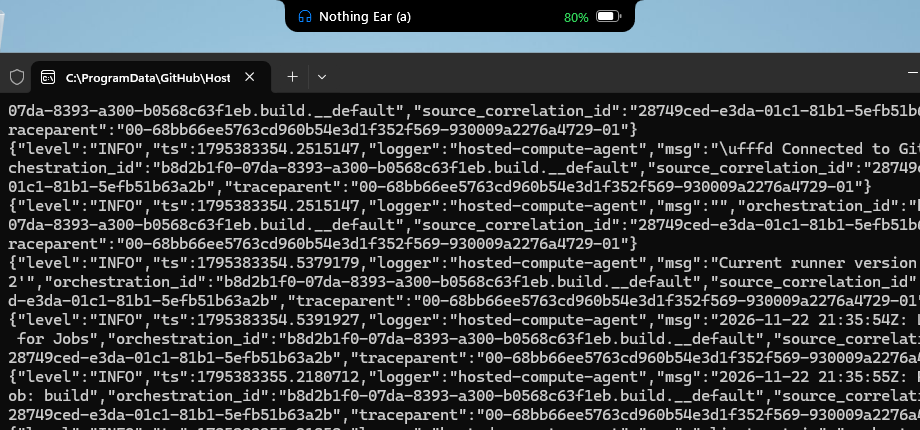 Nothing Ear (a)
80%
C:\ProgramData\GitHub\Host
07da-8393-a300-b0568c63f1eb.build.__default","source_correlation_id":"28749ced-e3da-01c1-81b1-5efb51b6
raceparent":"00-68bb66ee5763cd960b54e3d1f352f569-930009a2276a4729-01"}
{"level":"INFO","ts":1795383354.2515147,"logger":"hosted-compute-agent","msg":"\ufffd Connected to Git
chestration_id":"b8d2b1f0-07da-8393-a300-b0568c63f1eb.build.__default","source_correlation_id":"28749c
01c1-81b1-5efb51b63a2b","traceparent":"00-68bb66ee5763cd960b54e3d1f352f569-930009a2276a4729-01"}
{"level":"INFO","ts":1795383354.2515147,"logger":"hosted-compute-agent","msg":"","orchestration_id":"b
07da-8393-a300-b0568c63f1eb.build.__default","source_correlation_id":"28749ced-e3da-01c1-81b1-5efb51b6
raceparent":"00-68bb66ee5763cd960b54e3d1f352f569-930009a2276a4729-01"}
{"level":"INFO","ts":1795383354.5379179,"logger":"hosted-compute-agent","msg":"Current runner version
2'","orchestration_id":"b8d2b1f0-07da-8393-a300-b0568c63f1eb.build.__default","source_correlation_id"
d-e3da-01c1-81b1-5efb51b63a2b","traceparent":"00-68bb66ee5763cd960b54e3d1f352f569-930009a2276a4729-01"
{"level":"INFO","ts":1795383354.5391927,"logger":"hosted-compute-agent","msg":"2026-11-22 21:35:54Z:
for Jobs","orchestration_id":"b8d2b1f0-07da-8393-a300-b0568c63f1eb.build.__default","source_correlati
28749ced-e3da-01c1-81b1-5efb51b63a2b","traceparent":"00-68bb66ee5763cd960b54e3d1f352f569-930009a2276a4
{"level":"INFO","ts":1795383355.2180712,"logger":"hosted-compute-agent","msg":"2026-11-22 21:35:55Z:
ob: build","orchestration_id":"b8d2b1f0-07da-8393-a300-b0568c63f1eb.build.__default","source_correlat
28749ced-e3da-01c1-81b1-5efb51b63a2b","traceparent":"00-68bb66ee5763cd960b54e3d1f352f569-930009a2276a4